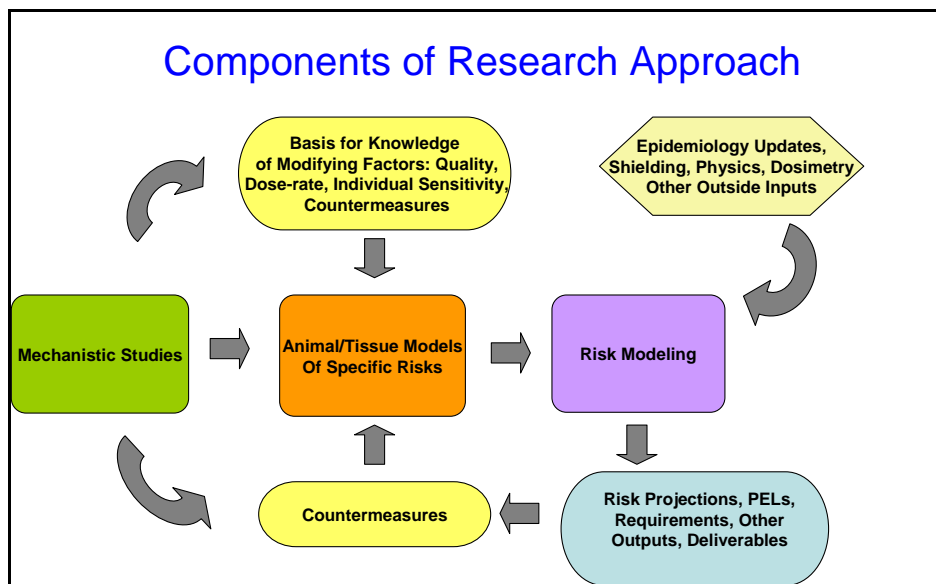 Components of Research Approach
Basis for Knowledge
of Modifying Factors: Quality,
Dose-rate, Individual Sensitivity,
Countermeasures
Epidemiology Updates,
Shielding, Physics, Dosimetry
Other Outside Inputs
Mechanistic Studies
Animal/Tissue Models
Of Specific Risks
Risk Modeling
Countermeasures
Risk Projections, PELs,
Requirements, Other
Outputs, Deliverables